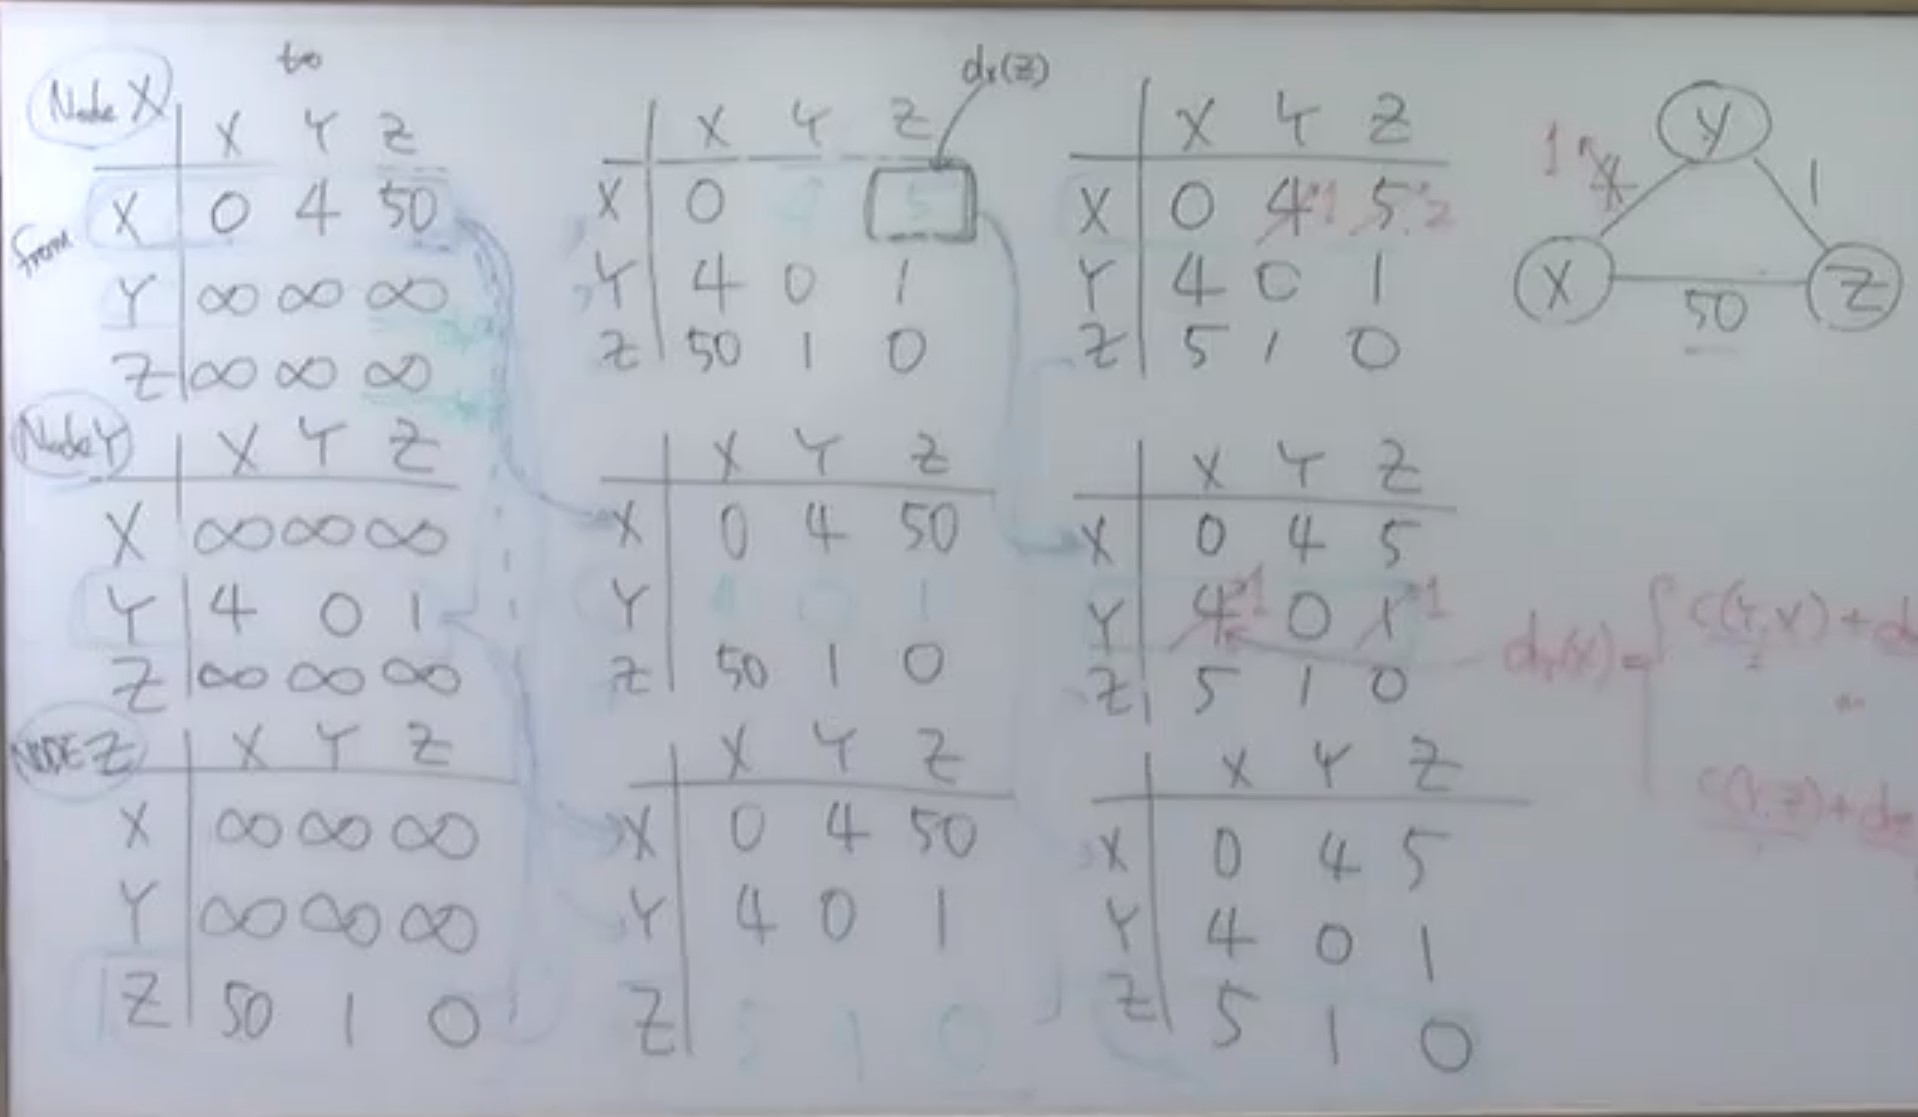 to
Node X
X Y Z
from
X 0 4 50
Y ∞ ∞ ∞
Z ∞ ∞ ∞
dx(Z)
X Y Z
X 0 4 5
Y 4 0 1
Z 50 1 0
X Y Z
X 0 4 1 5 2
Y 4 0 1
Z 5 1 0
Y
1 4 1
X Z
50
Node Y
X Y Z
X ∞ ∞ ∞
Y 4 0 1
Z ∞ ∞ ∞
X Y Z
X 0 4 50
Y 4 0 1
Z 50 1 0
X Y Z
X 0 4 5
Y 4 1 0 1 1
Z 5 1 0
dy(x) = { c(Y,X) +
c(Y,Z) +
NODE Z
X Y Z
X ∞ ∞ ∞
Y ∞ ∞ ∞
Z 50 1 0
X Y Z
X 0 4 50
Y 4 0 1
Z 5 1 0
X Y Z
X 0 4 5
Y 4 0 1
Z 5 1 0